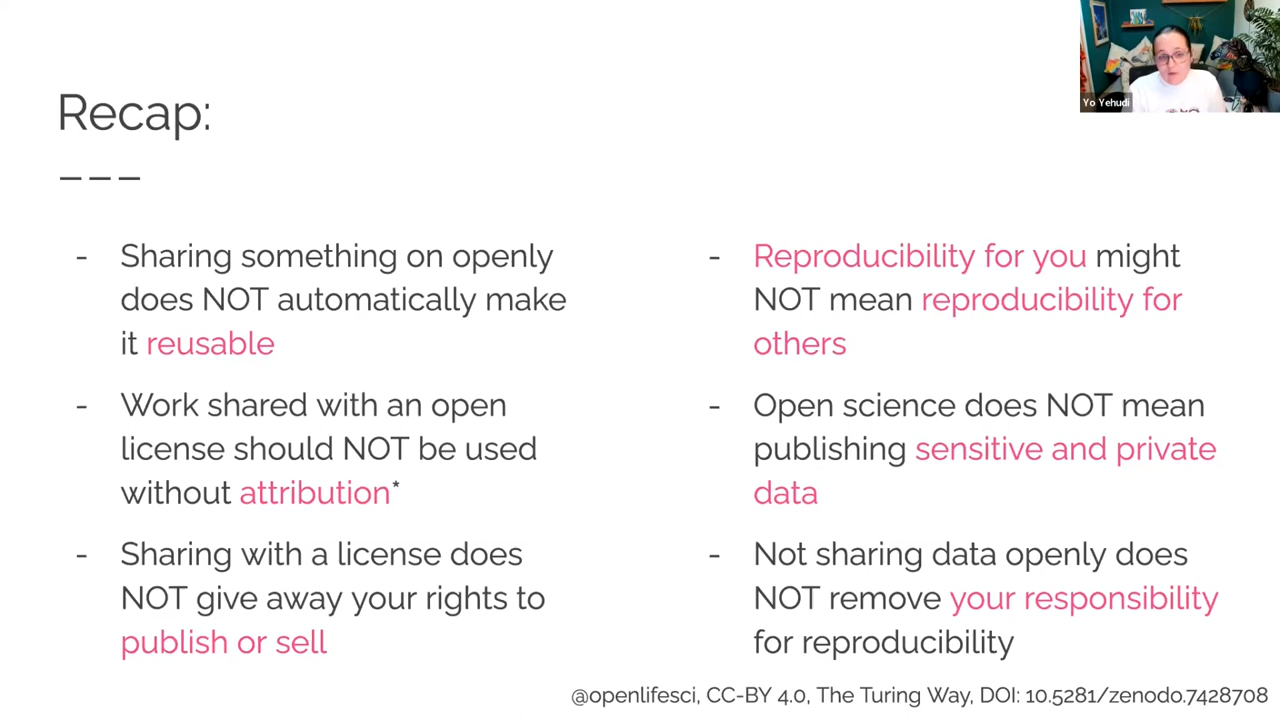 Yo Yehudi
Recap:
---
- Sharing something on openly
does NOT automatically make
it reusable
- Work shared with an open
license should NOT be used
without attribution*
- Sharing with a license does
NOT give away your rights to
publish or sell
- Reproducibility for you might
NOT mean reproducibility for
others
- Open science does NOT mean
publishing sensitive and private
data
- Not sharing data openly does
NOT remove your responsibility
for reproducibility
@openlifesci, CC-BY 4.0, The Turing Way, DOI: 10.5281/zenodo.7428708